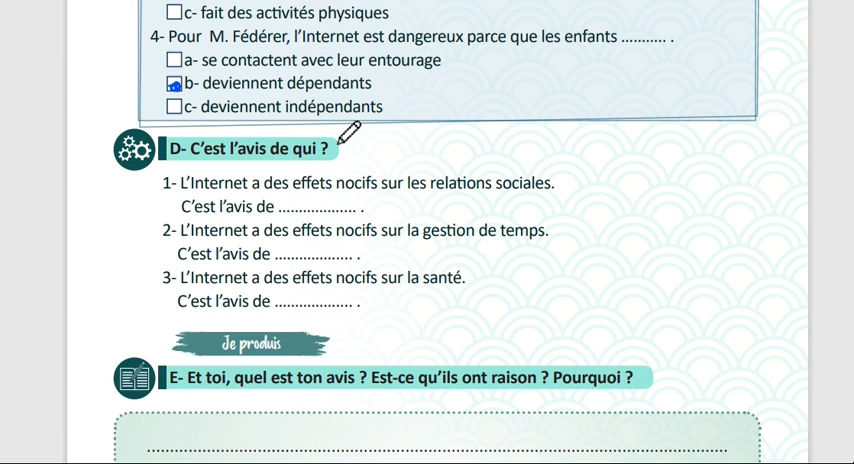 c- fait des activités physiques
4- Pour M. Fédérer, l’Internet est dangereux parce que les enfants ........... .
a- se contactent avec leur entourage
b- deviennent dépendants
c- deviennent indépendants
D- C’est l’avis de qui ?
1- L’Internet a des effets nocifs sur les relations sociales.
C’est l’avis de ................... .
2- L’Internet a des effets nocifs sur la gestion de temps.
C’est l’avis de ................... .
3- L’Internet a des effets nocifs sur la santé.
C’est l’avis de ................... .
Je produis
E- Et toi, quel est ton avis ? Est-ce qu’ils ont raison ? Pourquoi ?